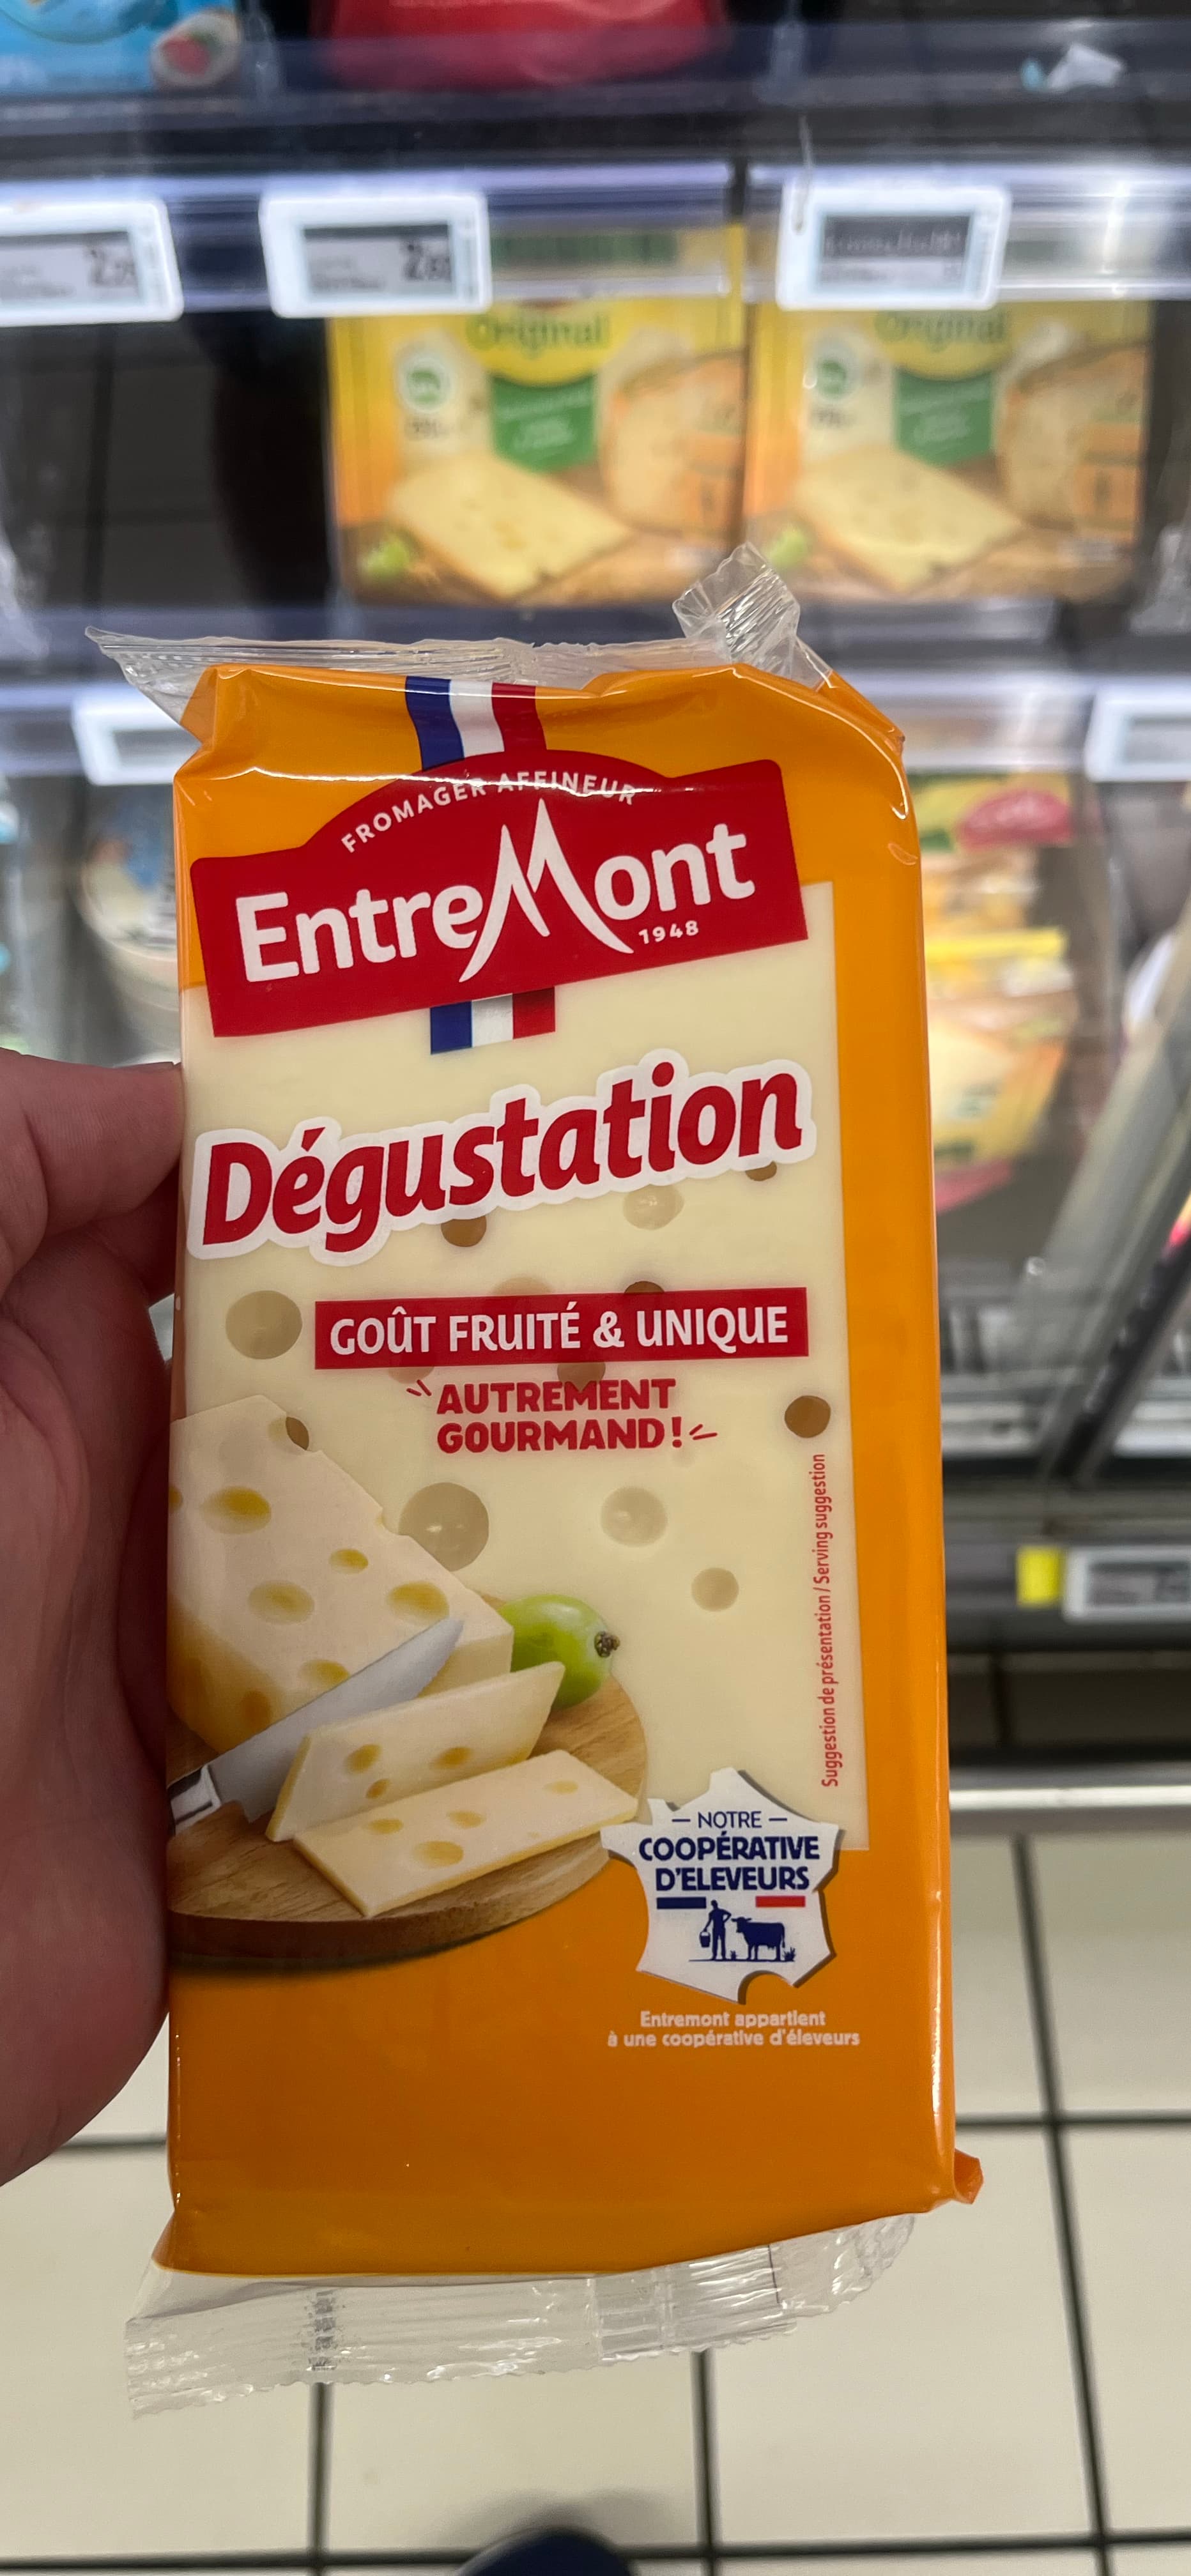 Original
Original
FROMAGER AFFINEUR
EntreMont
1948
Dégustation
GOÛT FRUITÉ & UNIQUE
AUTREMENT
GOURMAND!
Suggestion de présentation / Serving suggestion
NOTRE
COOPÉRATIVE
D'ELEVEURS
Entremont appartient
à une coopérative d'éleveurs